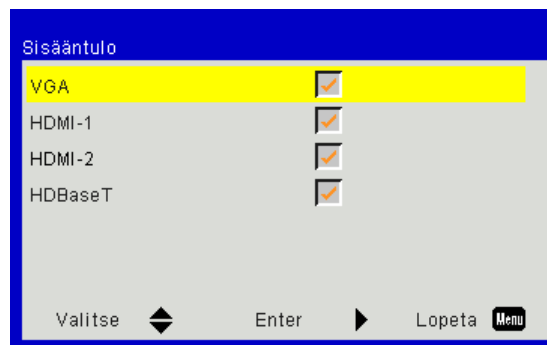 Sisääntulo
VGA
HDMI-1
HDMI-2
HDBaseT
Valitse Enter Lopeta Menu